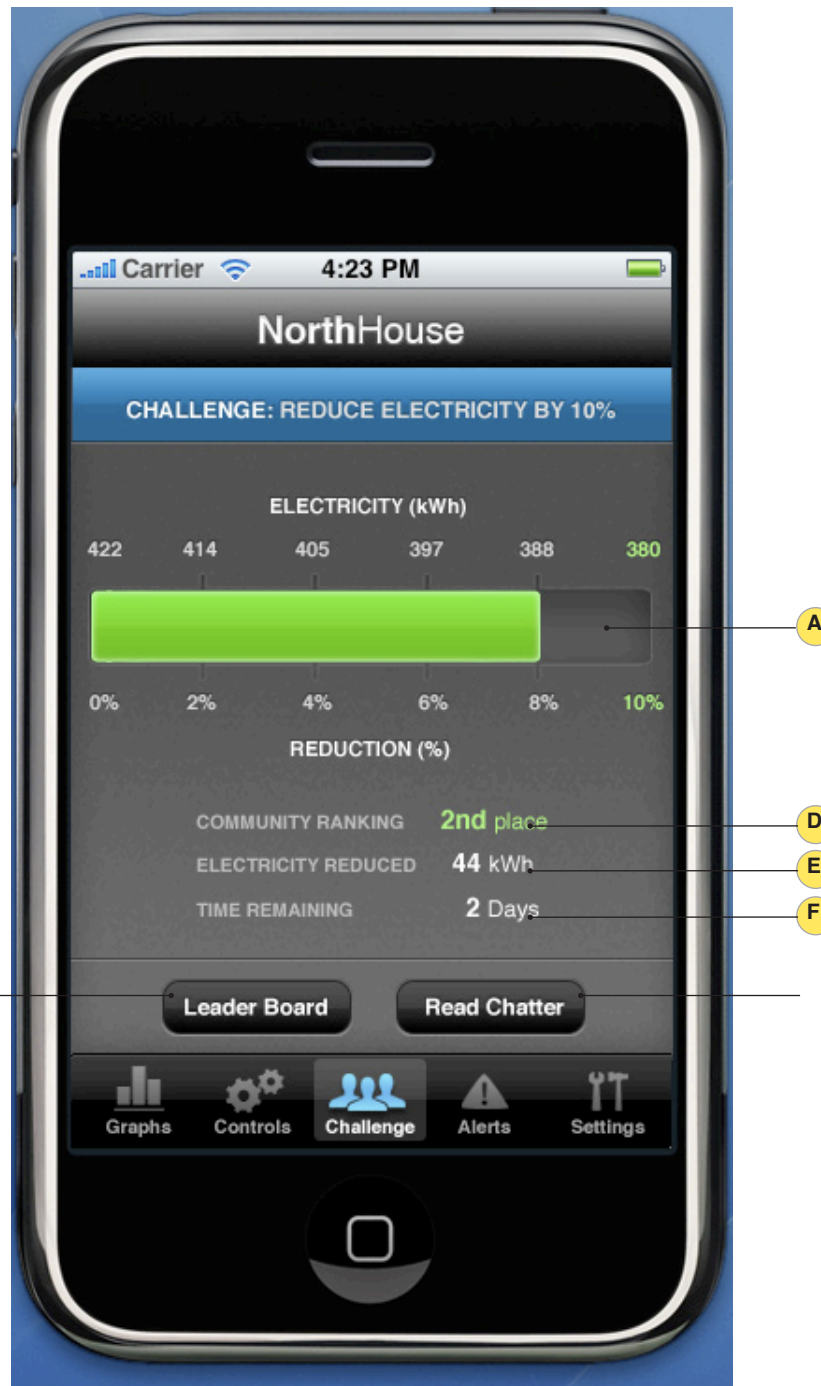 Carrier 4:23 PM
NorthHouse
CHALLENGE: REDUCE ELECTRICITY BY 10%
ELECTRICITY (kWh)
422 414 405 397 388 380
A
0% 2% 4% 6% 8% 10%
REDUCTION (%)
COMMUNITY RANKING 2nd place D
ELECTRICITY REDUCED 44 kWh E
TIME REMAINING 2 Days F
Leader Board Read Chatter
Graphs Controls Challenge Alerts Settings